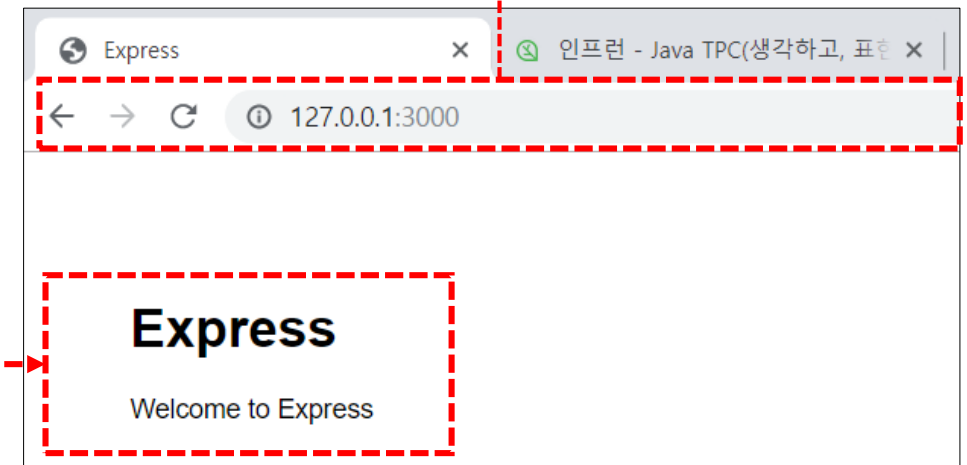 Express
인프런 - Java TPC(생각하고, 표현
127.0.0.1:3000
Express
Welcome to Express